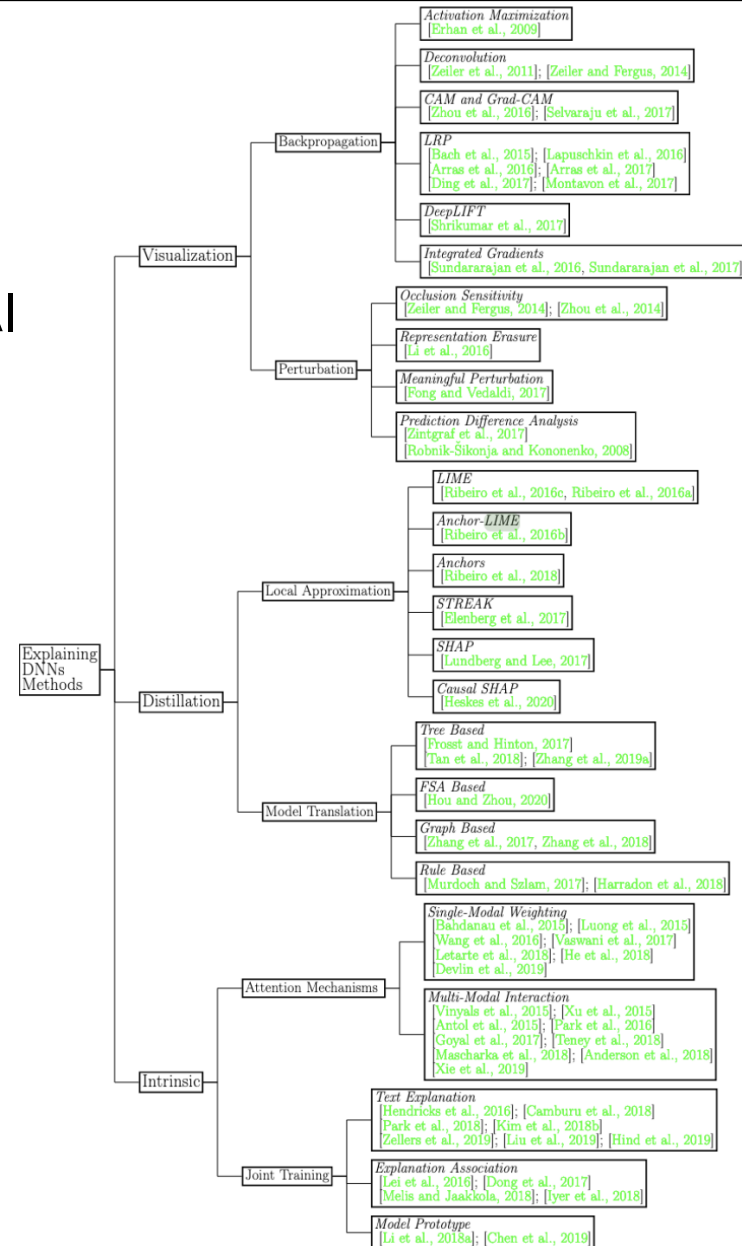 Activation Maximization
[Erhan et al., 2009]
Deconvolution
[Zeiler et al., 2011]; [Zeiler and Fergus, 2014]
CAM and Grad-CAM
[Zhou et al., 2016]; [Selvaraju et al., 2017]
Backpropagation
LRP
[Bach et al., 2015]; [Lapuschkin et al., 2016]
[Arras et al., 2016]; [Arras et al., 2017]
[Ding et al., 2017]; [Montavon et al., 2017]
DeepLIFT
[Shrikumar et al., 2017]
Visualization
Integrated Gradients
[Sundararajan et al., 2016, Sundararajan et al., 2017]
AI
Occlusion Sensitivity
[Zeiler and Fergus, 2014]; [Zhou et al., 2014]
Representation Erasure
[Li et al., 2016]
Perturbation
Meaningful Perturbation
[Fong and Vedaldi, 2017]
Prediction Difference Analysis
[Zintgraf et al., 2017]
[Robnik-Šikonja and Kononenko, 2008]
LIME
[Ribeiro et al., 2016c, Ribeiro et al., 2016a]
Anchor-LIME
[Ribeiro et al., 2016b]
Anchors
[Ribeiro et al., 2018]
Local Approximation
STREAK
[Elenberg et al., 2017]
SHAP
[Lundberg and Lee, 2017]
Causal SHAP
[Heskes et al., 2020]
Explaining
DNNs
Methods
Distillation
Tree Based
[Frosst and Hinton, 2017]
[Tan et al., 2018]; [Zhang et al., 2019a]
FSA Based
[Hou and Zhou, 2020]
Model Translation
Graph Based
[Zhang et al., 2017, Zhang et al., 2018]
Rule Based
[Murdoch and Szlam, 2017]; [Harradon et al., 2018]
Single-Modal Weighting
[Bahdanau et al., 2015]; [Luong et al., 2015]
[Wang et al., 2016]; [Vaswani et al., 2017]
[Letarte et al., 2018]; [He et al., 2018]
[Devlin et al., 2019]
Attention Mechanisms
Multi-Modal Interaction
[Vinyals et al., 2015]; [Xu et al., 2015]
[Antol et al., 2015]; [Park et al., 2016]
[Goyal et al., 2017]; [Teney et al., 2018]
[Mascharka et al., 2018]; [Anderson et al., 2018]
[Xie et al., 2019]
Intrinsic
Text Explanation
[Hendricks et al., 2016]; [Camburu et al., 2018]
[Park et al., 2018]; [Kim et al., 2018b]
[Zellers et al., 2019]; [Liu et al., 2019]; [Hind et al., 2019]
Joint Training
Explanation Association
[Lei et al., 2016]; [Dong et al., 2017]
[Melis and Jaakkola, 2018]; [Iyer et al., 2018]
Model Prototype
[Li et al., 2018a]; [Chen et al., 2019]